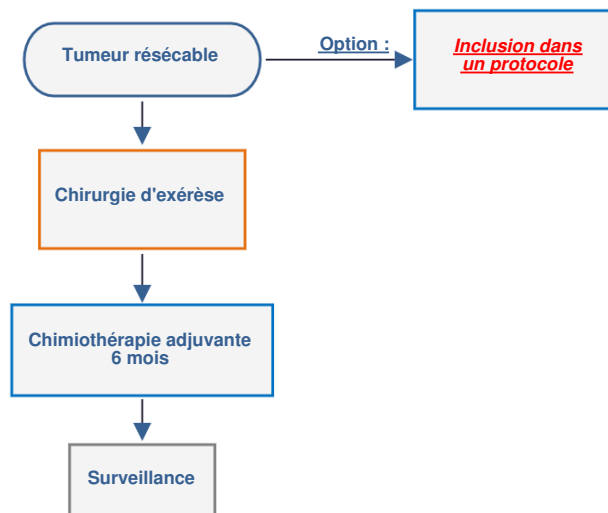 Tumeur résécable
Option :
Inclusion dans
un protocole
Chirurgie d'exérèse
Chimiothérapie adjuvante
6 mois
Surveillance